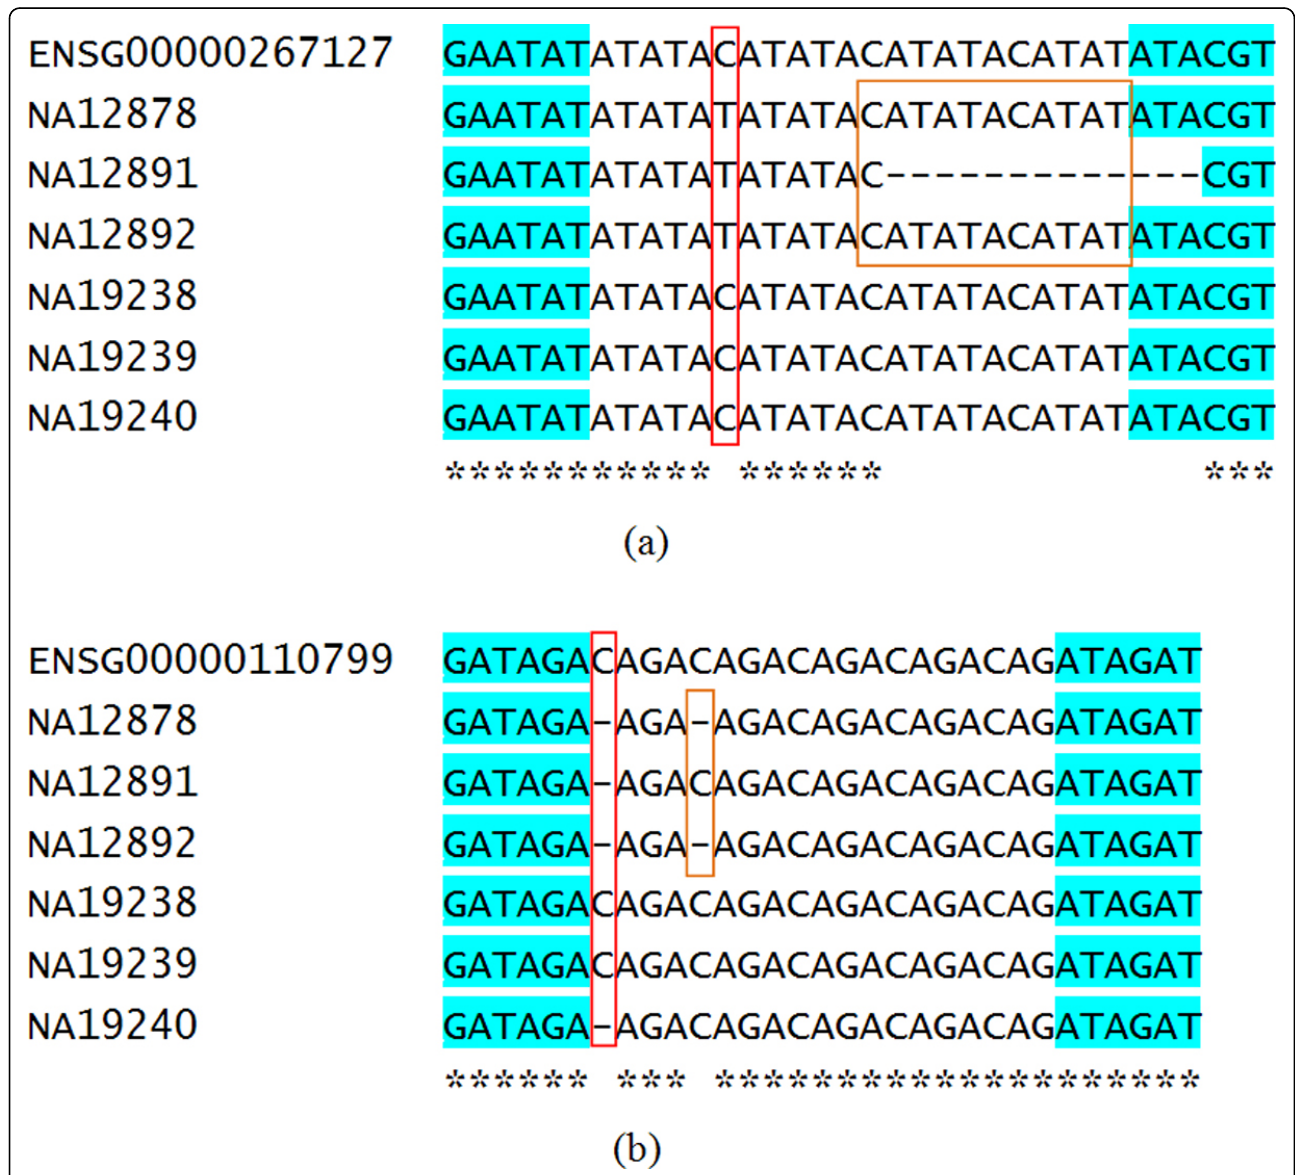 ENSG00000267127 GAATATATATACATATACATATACATATATACGT
NA12878 GAATATATATATATATACATATACATATATACGT
NA12891 GAATATATATATATATAC-------------CGT
NA12892 GAATATATATATATATACATATACATATATACGT
NA19238 GAATATATATACATATACATATACATATATACGT
NA19239 GAATATATATACATATACATATACATATATACGT
NA19240 GAATATATATACATATACATATACATATATACGT
*********** ****** ***
(a)
ENSG00000110799 GATAGACAGACAGACAGACAGACAGATAGAT
NA12878 GATAGA-AGA-AGACAGACAGACAGATAGAT
NA12891 GATAGA-AGACAGACAGACAGACAGATAGAT
NA12892 GATAGA-AGA-AGACAGACAGACAGATAGAT
NA19238 GATAGACAGACAGACAGACAGACAGATAGAT
NA19239 GATAGACAGACAGACAGACAGACAGATAGAT
NA19240 GATAGA-AGACAGACAGACAGACAGATAGAT
****** *** ********************
(b)